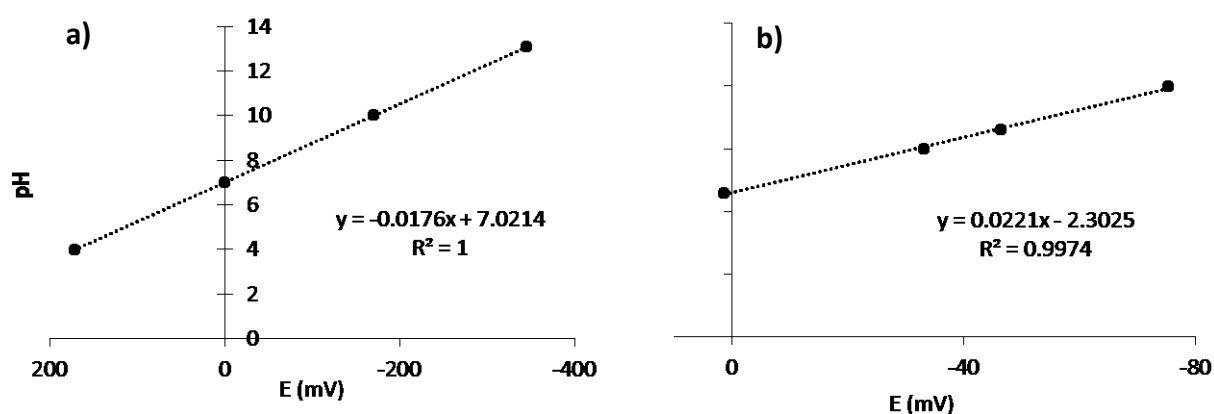 a)
14
12
10
8
6
4
2
0
pH
y = -0.0176x + 7.0214
R² = 1
200
0
-200
-400
E (mV)
b)
y = 0.0221x - 2.3025
R² = 0.9974
0
-40
-80
E (mV)